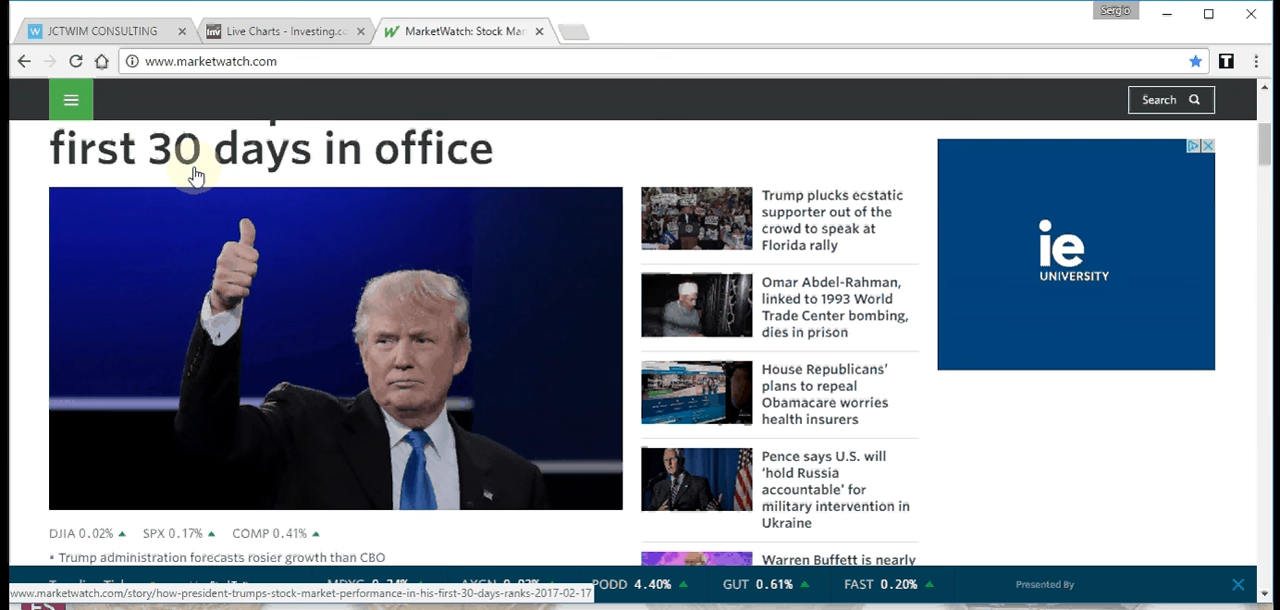 Sergio
JCTWIM CONSULTING
Live Charts - Investing.co
MarketWatch: Stock Mar
www.marketwatch.com
T
Search
first 30 days in office
Trump plucks ecstatic
supporter out of the
crowd to speak at
Florida rally
Omar Abdel-Rahman,
linked to 1993 World
Trade Center bombing,
dies in prison
House Republicans'
plans to repeal
Obamacare worries
health insurers
Pence says U.S. will
'hold Russia
accountable' for
military intervention in
Ukraine
Warren Buffett is nearly
ie
UNIVERSITY
DJIA 0.02% SPX 0.17% COMP 0.41%
▪ Trump administration forecasts rosier growth than CBO
PODD 4.40% GUT 0.61% FAST 0.20% Presented By
www.marketwatch.com/story/how-president-trumps-stock-market-performance-in-his-first-30-days-ranks-2017-02-17